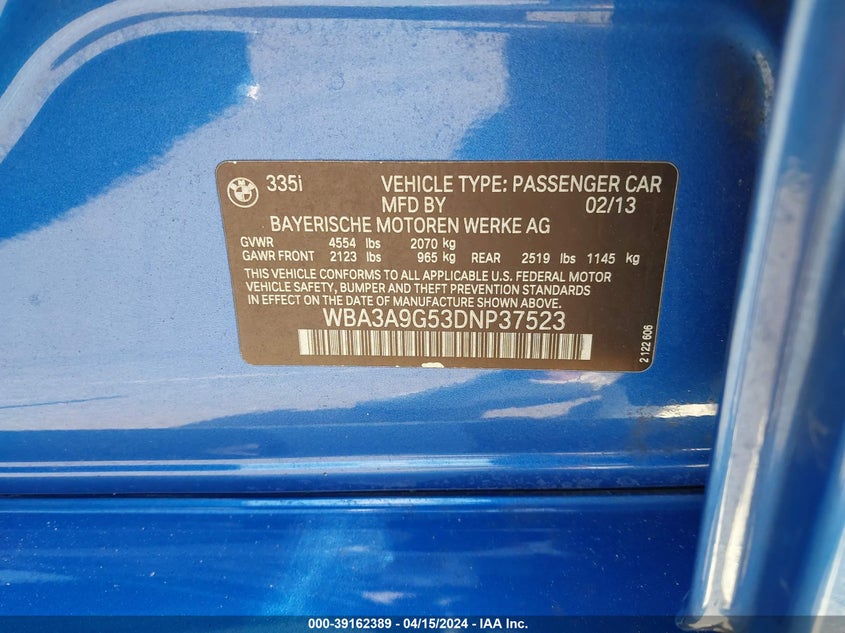 BMW
335i VEHICLE TYPE: PASSENGER CAR
MFD BY 02/13
BAYERISCHE MOTOREN WERKE AG
GVWR 4554 lbs 2070 kg
GAWR FRONT 2123 lbs 965 kg REAR 2519 lbs 1145 kg
THIS VEHICLE CONFORMS TO ALL APPLICABLE U.S. FEDERAL MOTOR
VEHICLE SAFETY, BUMPER AND THEFT PREVENTION STANDARDS
IN EFFECT ON THE DATE OF MANUFACTURE SHOWN ABOVE.
WBA3A9G53DNP37523
2 122 606
000-39162389 - 04/15/2024 - IAA Inc.